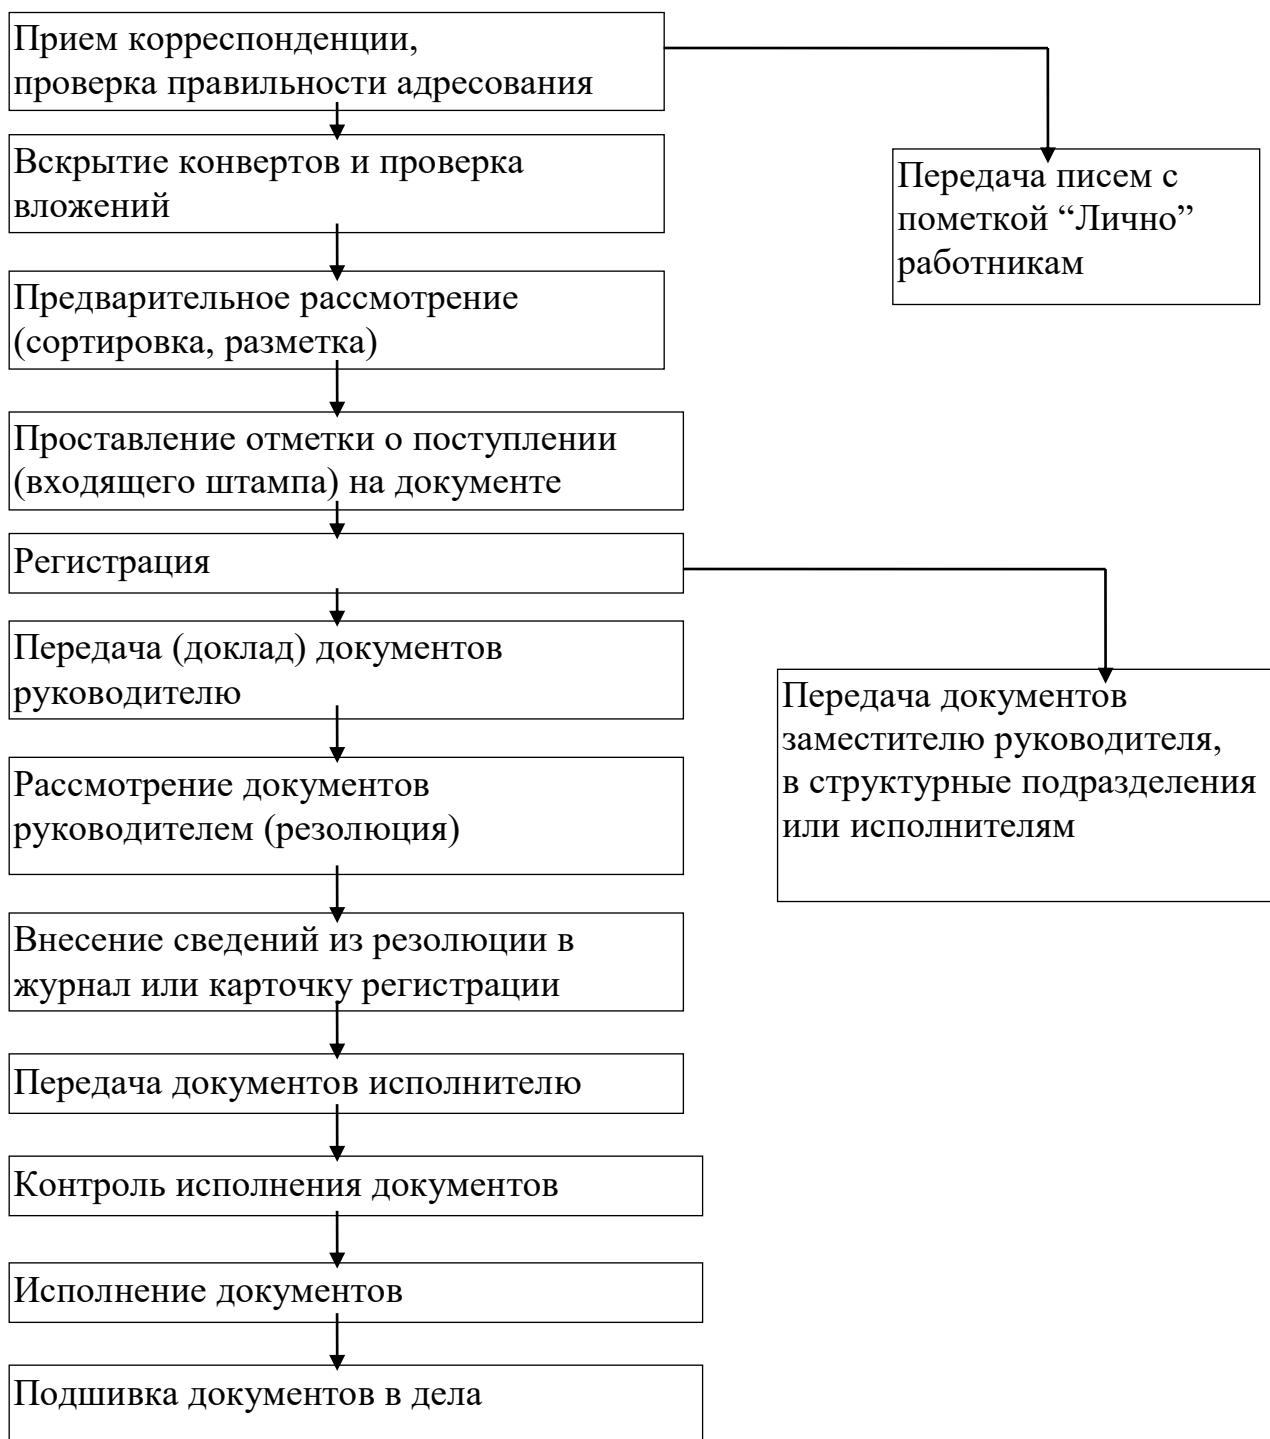 Прием корреспонденции,
проверка правильности адресования
Вскрытие конвертов и проверка
вложений
Передача писем с
пометкой “Лично”
работникам
Предварительное рассмотрение
(сортировка, разметка)
Проставление отметки о поступлении
(входящего штампа) на документе
Регистрация
Передача (доклад) документов
руководителю
Передача документов
заместителю руководителя,
в структурные подразделения
или исполнителям
Рассмотрение документов
руководителем (резолюция)
Внесение сведений из резолюции в
журнал или карточку регистрации
Передача документов исполнителю
Контроль исполнения документов
Исполнение документов
Подшивка документов в дела